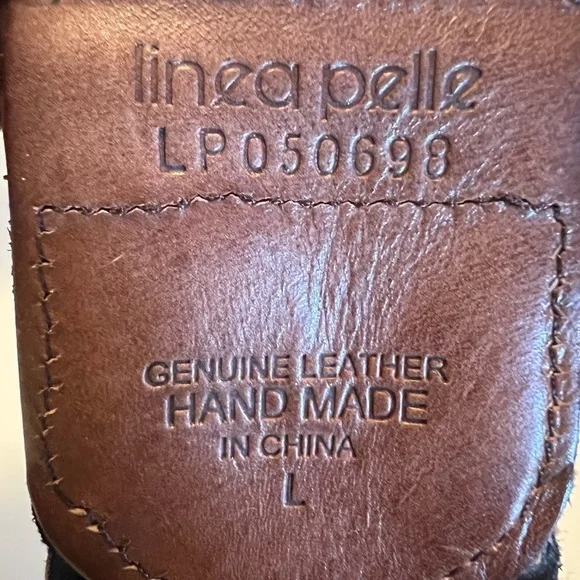 linea pelle
LP050698
GENUINE LEATHER
HAND MADE
IN CHINA
L